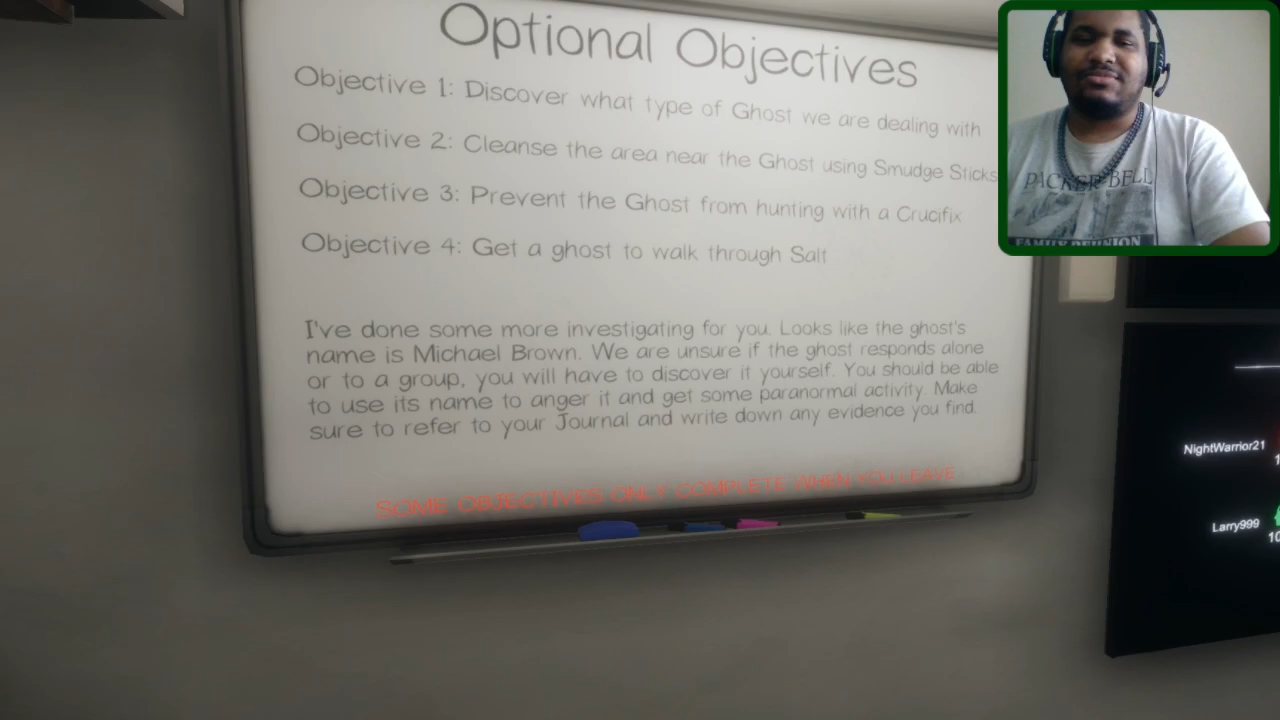 Optional Objectives
Objective 1: Discover what type of Ghost we are dealing with
Objective 2: Cleanse the area near the Ghost using Smudge Sticks
Objective 3: Prevent the Ghost from hunting with a Crucifix
Objective 4: Get a ghost to walk through Salt
I've done some more investigating for you. Looks like the ghost's
name is Michael Brown. We are unsure if the ghost responds alone
or to a group, you will have to discover it yourself. You should be able
to use its name to anger it and get some paranormal activity. Make
sure to refer to your Journal and write down any evidence you find.
SOME OBJECTIVES ONLY COMPLETE WHEN YOU LEAVE
PACKER-BELL
FAMILY REUNION
NightWarrior21
Larry999
10